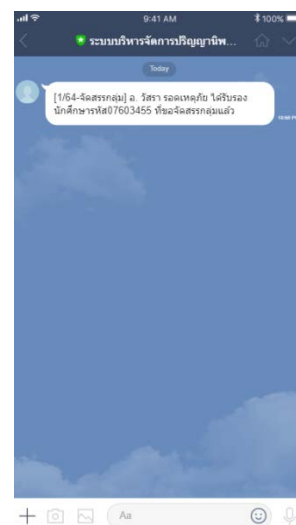 9:41 AM
100%
ระบบบริหารจัดการปริญญานิพ...
Today
[1/64-จัดสรรกลุ่ม] อ. วัสรา รอดเหตุภัย ได้รับรอง
นักศึกษารหัส07603455 ที่ขอจัดสรรกลุ่มแล้ว
Aa